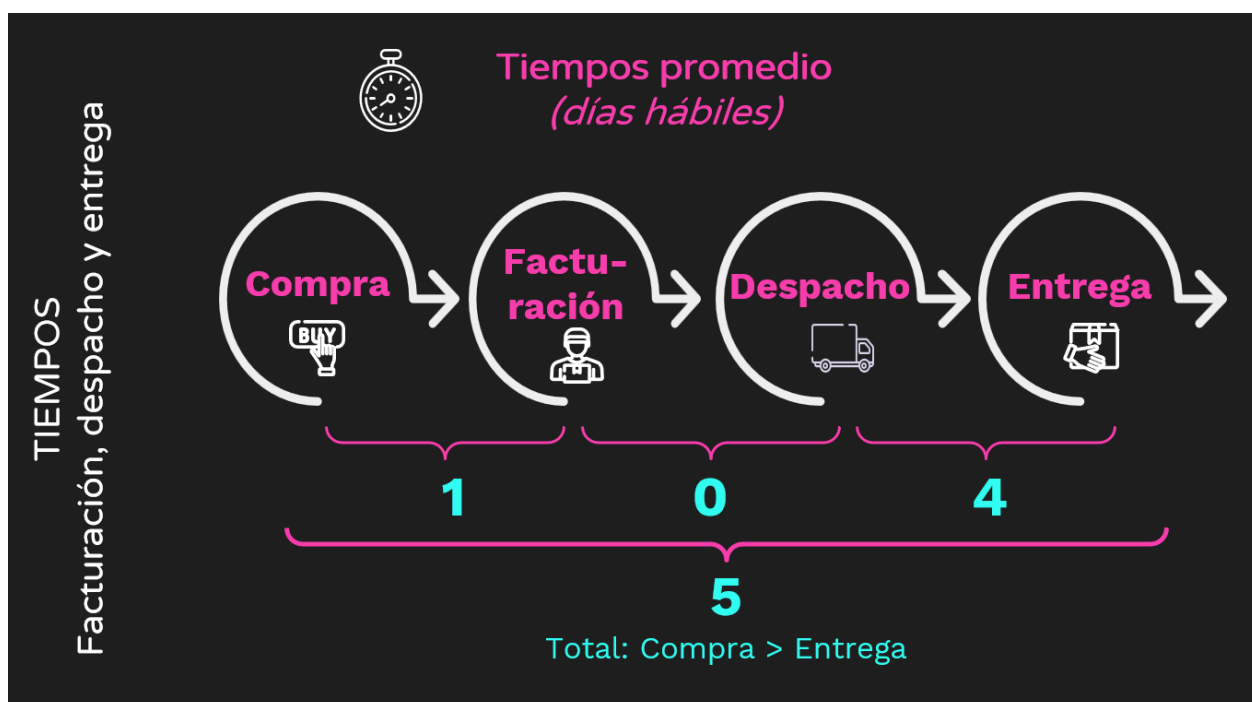 TIEMPOS
Facturación, despacho y entrega
Tiempos promedio
(días hábiles)
Compra
BUY
Factu-
ración
Despacho
Entrega
1
0
4
5
Total: Compra > Entrega